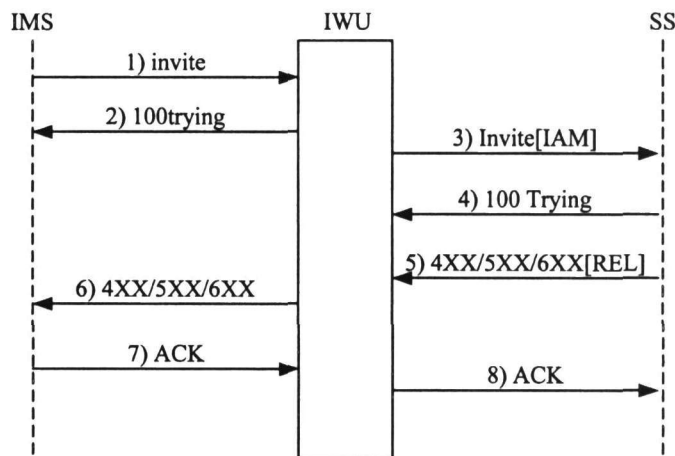 IMS
IWU
SS
1) invite
2) 100trying
3) Invite[IAM]
4) 100 Trying
5) 4XX/5XX/6XX[REL]
6) 4XX/5XX/6XX
7) ACK
8) ACK